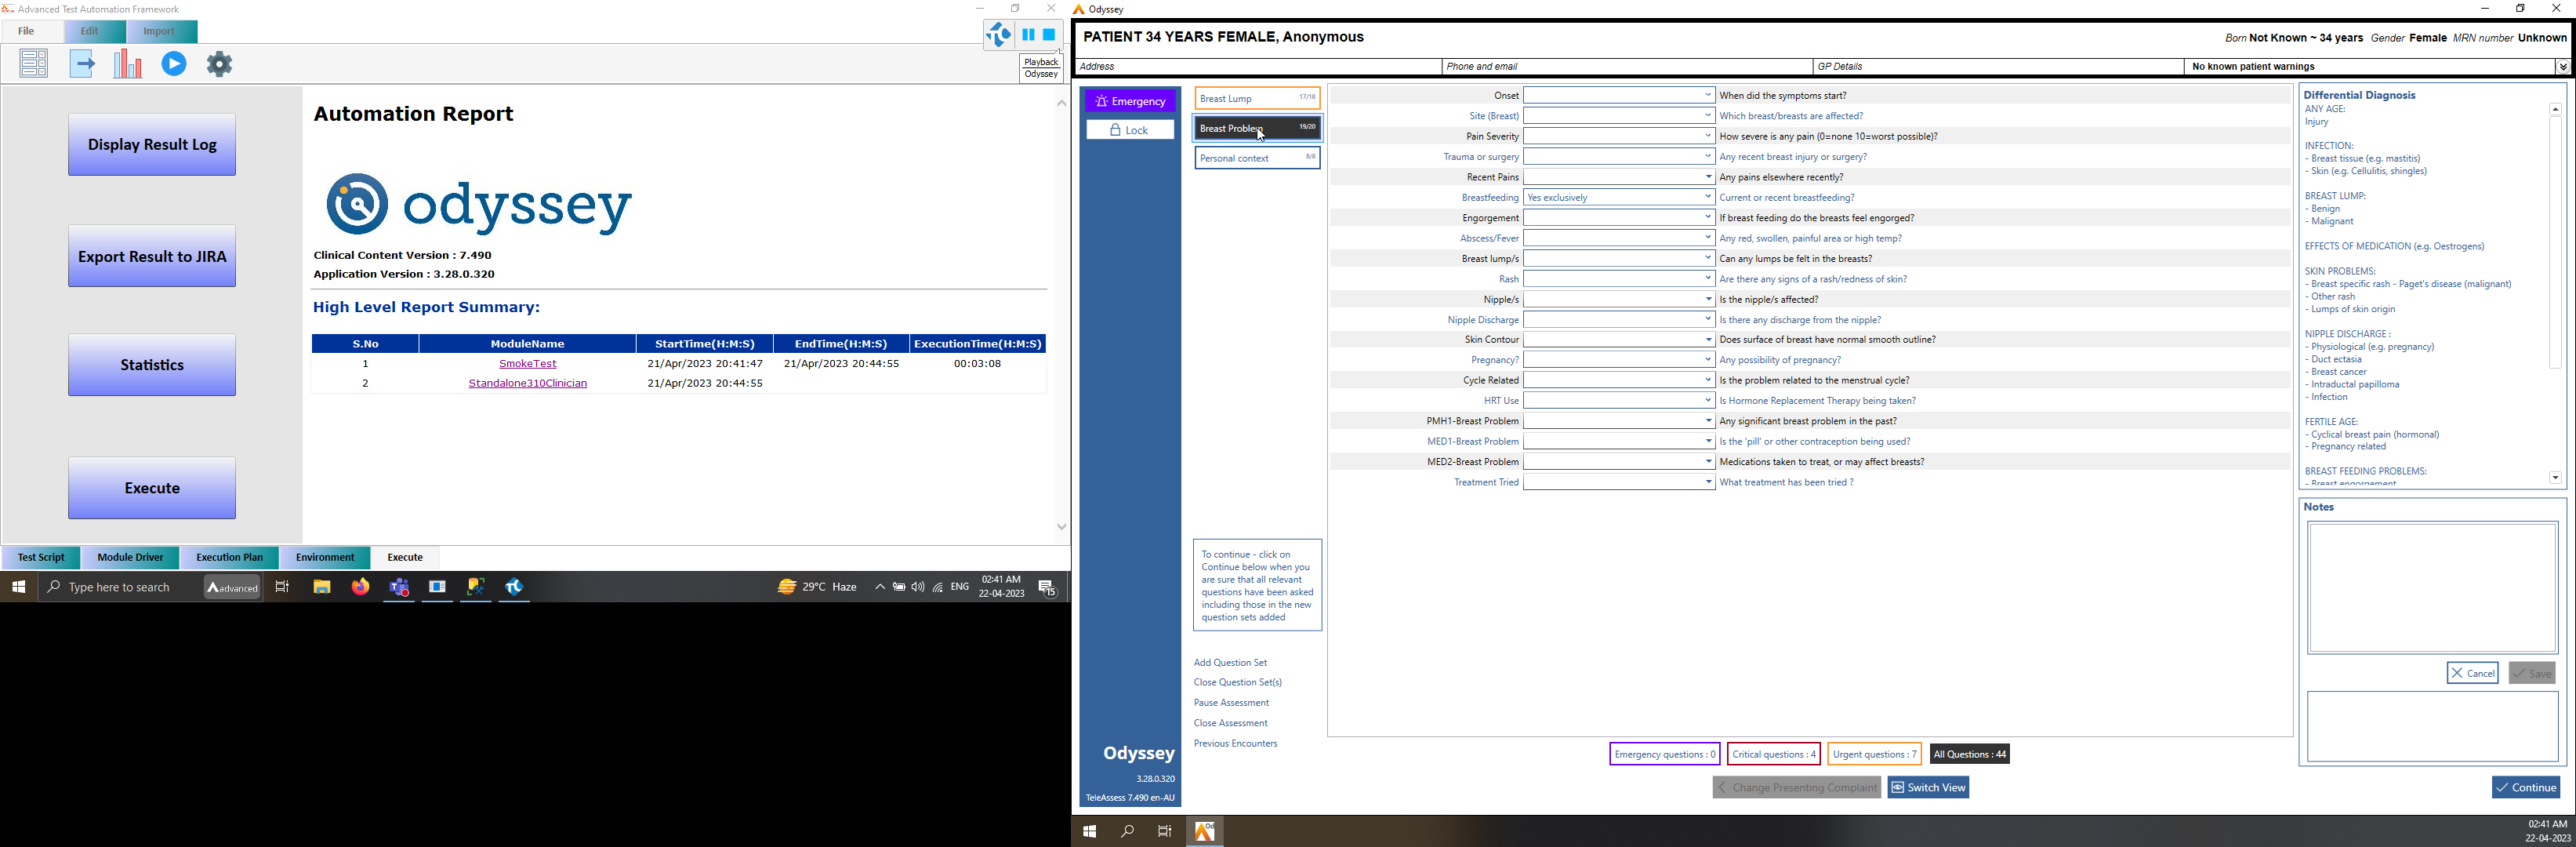 Advanced Test Automation Framework
File
Edit
Import
Playback
Odyssey
Display Result Log
Export Result to JIRA
Statistics
Execute
Automation Report
odyssey
Clinical Content Version : 7.490
Application Version : 3.28.0.320
High Level Report Summary:
S.No ModuleName StartTime(H:M:S) EndTime(H:M:S) ExecutionTime(H:M:S)
1 SmokeTest 21/Apr/2023 20:41:47 21/Apr/2023 20:44:55 00:03:08
2 Standalone310Clinician 21/Apr/2023 20:44:55
Test Script
Module Driver
Execution Plan
Environment
Execute
Type here to search
advanced
29°C Haze
ENG
02:41 AM
22-04-2023
15
Odyssey
PATIENT 34 YEARS FEMALE, Anonymous
Born Not Known ~ 34 years Gender Female MRN number Unknown
Address
Phone and email
GP Details
No known patient warnings
Emergency
Lock
Odyssey
3.28.0.320
TeleAssess 7.490 en-AU
Breast Lump 17/18
Breast Problem 19/20
Personal context 8/8
To continue - click on
Continue below when you
are sure that all relevant
questions have been asked
including those in the new
question sets added
Add Question Set
Close Question Set(s)
Pause Assessment
Close Assessment
Previous Encounters
Onset When did the symptoms start?
Site (Breast) Which breast/breasts are affected?
Pain Severity How severe is any pain (0=none 10=worst possible)?
Trauma or surgery Any recent breast injury or surgery?
Recent Pains Any pains elsewhere recently?
Breastfeeding Yes exclusively Current or recent breastfeeding?
Engorgement If breast feeding do the breasts feel engorged?
Abscess/Fever Any red, swollen, painful area or high temp?
Breast lump/s Can any lumps be felt in the breasts?
Rash Are there any signs of a rash/redness of skin?
Nipple/s Is the nipple/s affected?
Nipple Discharge Is there any discharge from the nipple?
Skin Contour Does surface of breast have normal smooth outline?
Pregnancy? Any possibility of pregnancy?
Cycle Related Is the problem related to the menstrual cycle?
HRT Use Is Hormone Replacement Therapy being taken?
PMH1-Breast Problem Any significant breast problem in the past?
MED1-Breast Problem Is the 'pill' or other contraception being used?
MED2-Breast Problem Medications taken to treat, or may affect breasts?
Treatment Tried What treatment has been tried ?
Emergency questions : 0
Critical questions : 4
Urgent questions : 7
All Questions : 44
Change Presenting Complaint
Switch View
Differential Diagnosis
ANY AGE:
Injury
INFECTION:
- Breast tissue (e.g. mastitis)
- Skin (e.g. Cellulitis, shingles)
BREAST LUMP:
- Benign
- Malignant
EFFECTS OF MEDICATION (e.g. Oestrogens)
SKIN PROBLEMS:
- Breast specific rash - Paget's disease (malignant)
- Other rash
- Lumps of skin origin
NIPPLE DISCHARGE :
- Physiological (e.g. pregnancy)
- Duct ectasia
- Breast cancer
- Intraductal papilloma
- Infection
FERTILE AGE:
- Cyclical breast pain (hormonal)
- Pregnancy related
BREAST FEEDING PROBLEMS:
- Breast engorgement
Notes
Cancel
Save
Continue
02:41 AM
22-04-2023